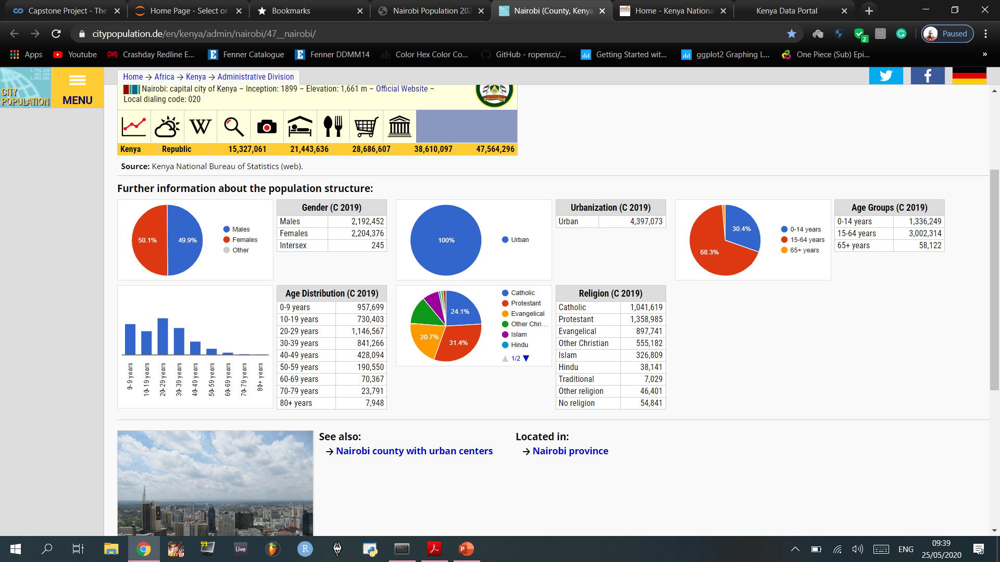 Capstone Project - The
Home Page - Select or
Bookmarks
Nairobi Population 202
Nairobi (County, Kenya
Home - Kenya Nationa
Kenya Data Portal
citypopulation.de/en/kenya/admin/nairobi/47__nairobi/
2
Paused
Apps
Youtube
Crashday Redline E...
Fenner Catalogue
Fenner DDMM14
Color Hex Color Co...
GitHub - ropensci/...
Getting Started wit...
ggplot2 Graphing L...
One Piece (Sub) Epi...
»
2,745,238
423,034
1,003,081
CITY
POPULATION
MENU
Home → Africa → Kenya → Administrative Division
Nairobi: capital city of Kenya – Inception: 1899 – Elevation: 1,661 m – Official Website –
Local dialing code: 020
W
Kenya Republic 15,327,061 21,443,636 28,686,607 38,610,097 47,564,296
Source: Kenya National Bureau of Statistics (web).
Further information about the population structure:
50.1%
49.9%
Males
Females
Other
Gender (C 2019)
Males 2,192,452
Females 2,204,376
Intersex 245
100%
Urban
Urbanization (C 2019)
Urban 4,397,073
30.4%
68.3%
0-14 years
15-64 years
65+ years
Age Groups (C 2019)
0-14 years 1,336,249
15-64 years 3,002,314
65+ years 58,122
0-9 years
10-19 years
20-29 years
30-39 years
40-49 years
50-59 years
60-69 years
70-79 years
80+ years
Age Distribution (C 2019)
0-9 years 957,699
10-19 years 730,403
20-29 years 1,146,567
30-39 years 841,266
40-49 years 428,094
50-59 years 190,550
60-69 years 70,367
70-79 years 23,791
80+ years 7,948
24.1%
20.7%
31.4%
Catholic
Protestant
Evangelical
Other Chri...
Islam
Hindu
1/2
Religion (C 2019)
Catholic 1,041,619
Protestant 1,358,985
Evangelical 897,741
Other Christian 555,182
Islam 326,809
Hindu 38,141
Traditional 7,029
Other religion 46,401
No religion 54,841
See also:
→ Nairobi county with urban centers
Located in:
→ Nairobi province
99
Live
R
P
ENG
09:39
25/05/2020